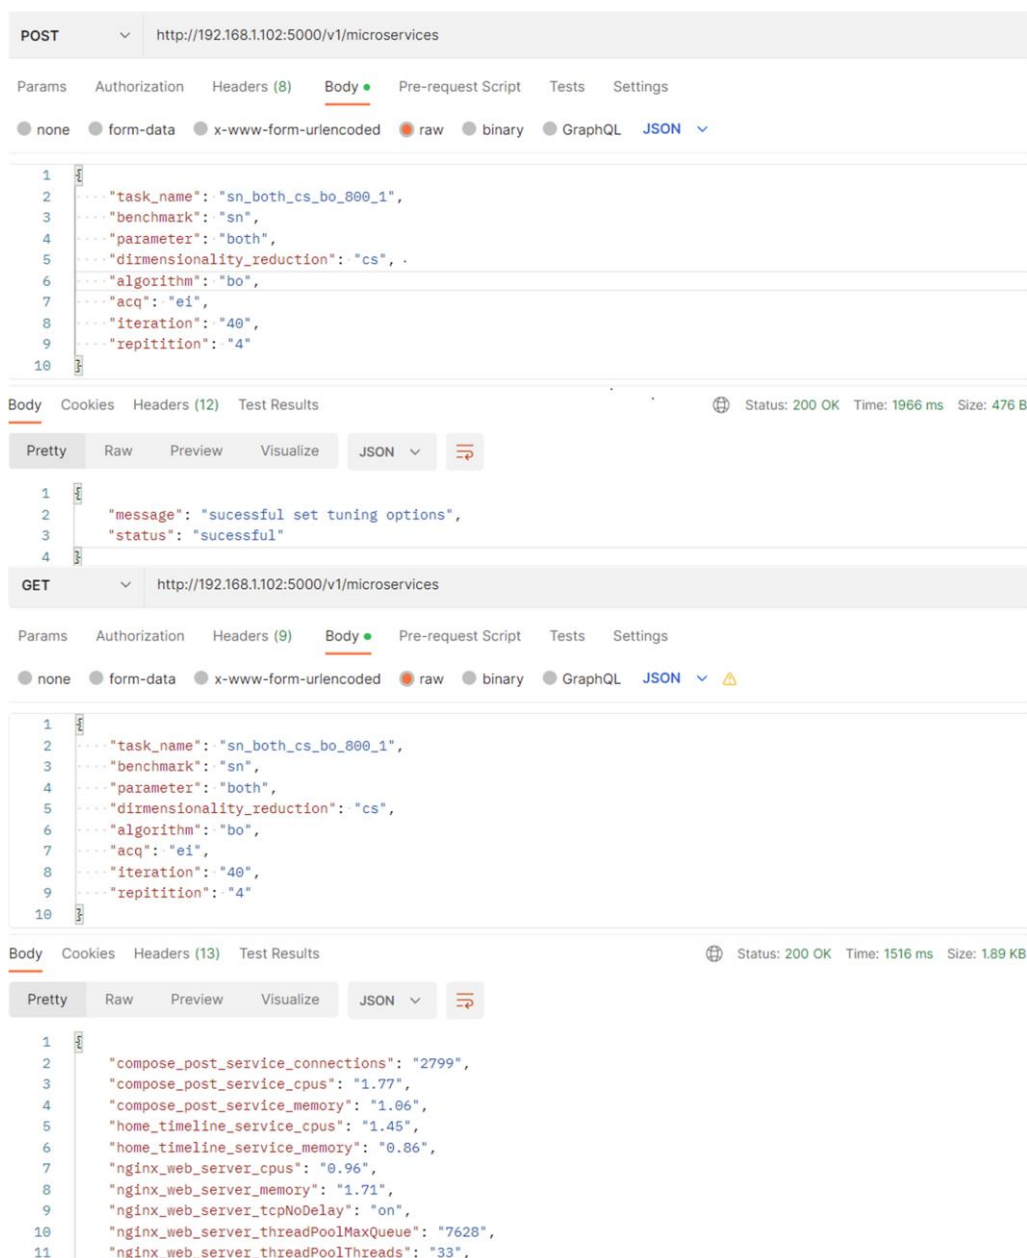 POST http://192.168.1.102:5000/v1/microservices
Params Authorization Headers (8) Body Pre-request Script Tests Settings
none form-data x-www-form-urlencoded raw binary GraphQL JSON
1 {
2 "task_name": "sn_both_cs_bo_800_1",
3 "benchmark": "sn",
4 "parameter": "both",
5 "dirmensionality_reduction": "cs",
6 "algorithm": "bo",
7 "acq": "ei",
8 "iteration": "40",
9 "repitition": "4"
10 }
Body Cookies Headers (12) Test Results Status: 200 OK Time: 1966 ms Size: 476 B
Pretty Raw Preview Visualize JSON
1 {
2 "message": "sucessful set tuning options",
3 "status": "sucessful"
4 }
GET http://192.168.1.102:5000/v1/microservices
Params Authorization Headers (9) Body Pre-request Script Tests Settings
none form-data x-www-form-urlencoded raw binary GraphQL JSON
1 {
2 "task_name": "sn_both_cs_bo_800_1",
3 "benchmark": "sn",
4 "parameter": "both",
5 "dirmensionality_reduction": "cs",
6 "algorithm": "bo",
7 "acq": "ei",
8 "iteration": "40",
9 "repitition": "4"
10 }
Body Cookies Headers (13) Test Results Status: 200 OK Time: 1516 ms Size: 1.89 KB
Pretty Raw Preview Visualize JSON
1 {
2 "compose_post_service_connections": "2799",
3 "compose_post_service_cpus": "1.77",
4 "compose_post_service_memory": "1.06",
5 "home_timeline_service_cpus": "1.45",
6 "home_timeline_service_memory": "0.86",
7 "nginx_web_server_cpus": "0.96",
8 "nginx_web_server_memory": "1.71",
9 "nginx_web_server_tcpNoDelay": "on",
10 "nginx_web_server_threadPoolMaxQueue": "7628",
11 "nginx_web_server_threadPoolThreads": "33",